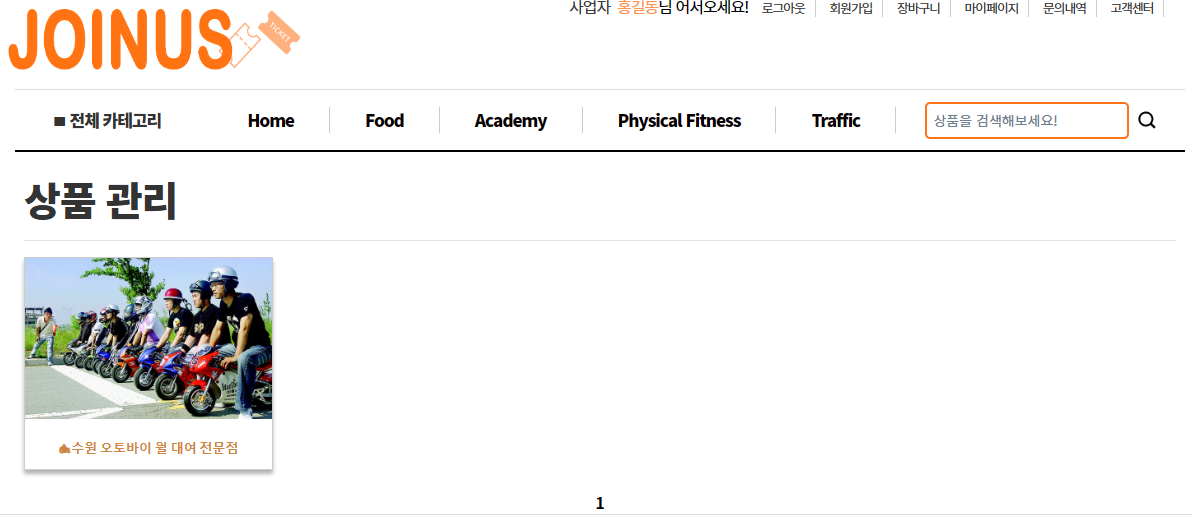 사업자 홍길동님 어서오세요! 로그아웃 회원가입 장바구니 마이페이지 문의내역 고객센터
JOINUS
TICKET
■ 전체 카테고리 Home Food Academy Physical Fitness Traffic 상품을 검색해보세요!
상품 관리
수원 오토바이 월 대여 전문점
1